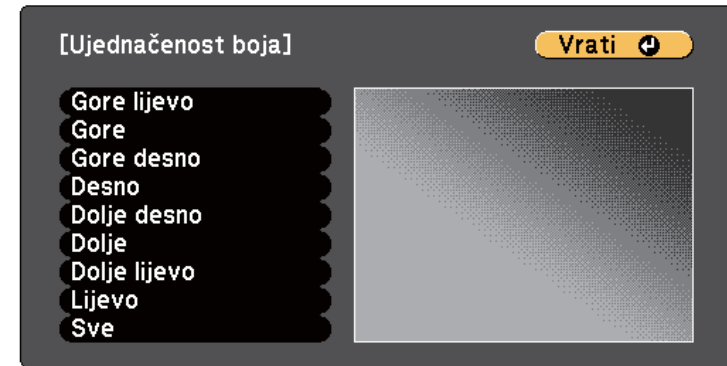 [Ujednačenost boja]
Vrati
Gore lijevo
Gore
Gore desno
Desno
Dolje desno
Dolje
Dolje lijevo
Lijevo
Sve